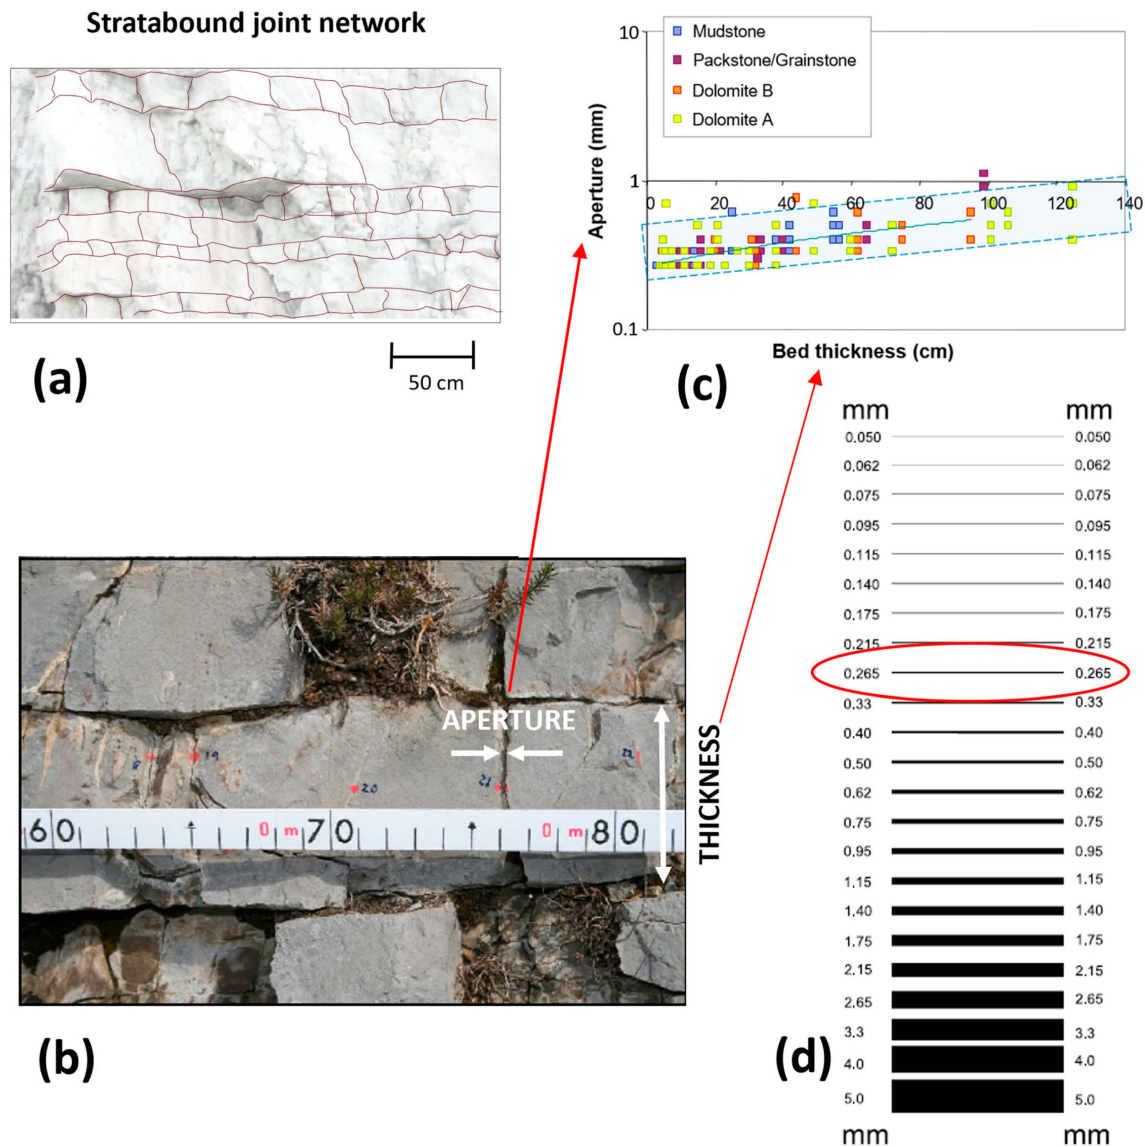 Stratabound joint network
50 cm
(a)
Mudstone
Packstone/Grainstone
Dolomite B
Dolomite A
Aperture (mm)
10
1
0.1
0 20 40 60 80 100 120 140
Bed thickness (cm)
(c)
APERTURE
THICKNESS
19
20
21
22
60 0 m 70 0 m 80
(b)
mm mm
0.050 0.050
0.062 0.062
0.075 0.075
0.095 0.095
0.115 0.115
0.140 0.140
0.175 0.175
0.215 0.215
0.265 0.265
0.33 0.33
0.40 0.40
0.50 0.50
0.62 0.62
0.75 0.75
0.95 0.95
1.15 1.15
1.40 1.40
1.75 1.75
2.15 2.15
2.65 2.65
3.3 3.3
4.0 4.0
5.0 5.0
mm mm
(d)